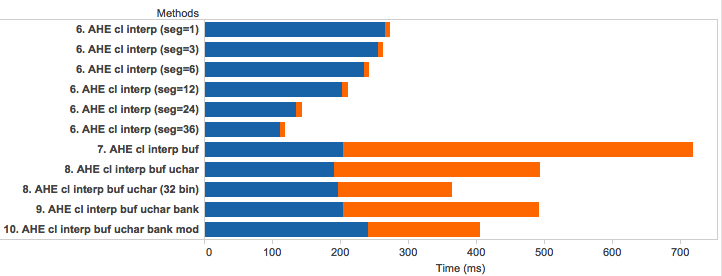 Methods
6. AHE cl interp (seg=1)
6. AHE cl interp (seg=3)
6. AHE cl interp (seg=6)
6. AHE cl interp (seg=12)
6. AHE cl interp (seg=24)
6. AHE cl interp (seg=36)
7. AHE cl interp buf
8. AHE cl interp buf uchar
8. AHE cl interp buf uchar (32 bin)
9. AHE cl interp buf uchar bank
10. AHE cl interp buf uchar bank mod
0 100 200 300 400 500 600 700
Time (ms)